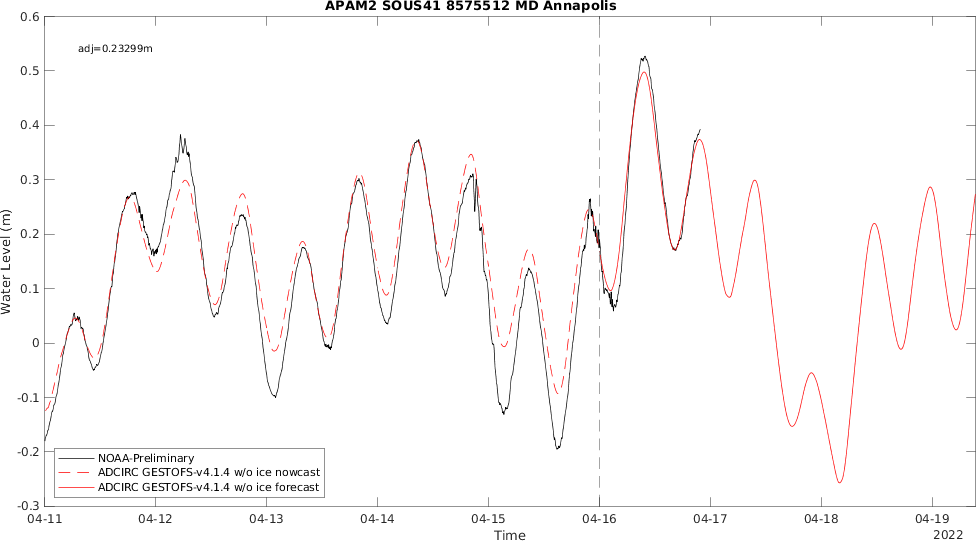 APAM2 SOUS41 8575512 MD Annapolis
adj=0.23299m
0.6
0.5
0.4
0.3
0.2
0.1
0
-0.1
-0.2
-0.3
Water Level (m)
NOAA-Preliminary
ADCIRC GESTOFS-v4.1.4 w/o ice nowcast
ADCIRC GESTOFS-v4.1.4 w/o ice forecast
04-11 04-12 04-13 04-14 04-15 04-16 04-17 04-18 04-19
Time
2022